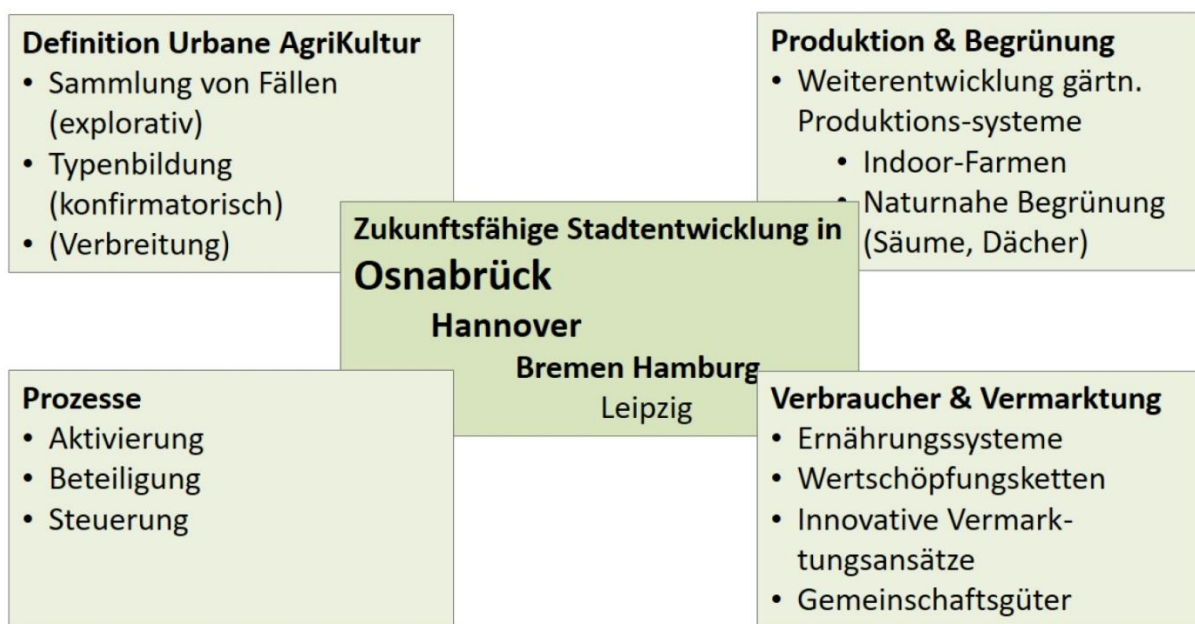 Definition Urbane AgriKultur
• Sammlung von Fällen
(explorativ)
• Typenbildung
(konfirmatorisch)
• (Verbreitung)
Produktion & Begrünung
• Weiterentwicklung gärtn.
Produktions-systeme
• Indoor-Farmen
• Naturnahe Begrünung
(Säume, Dächer)
Zukunftsfähige Stadtentwicklung in
Osnabrück
Hannover
Bremen Hamburg
Leipzig
Prozesse
• Aktivierung
• Beteiligung
• Steuerung
Verbraucher & Vermarktung
• Ernährungssysteme
• Wertschöpfungsketten
• Innovative Vermark-
tungsansätze
• Gemeinschaftsgüter